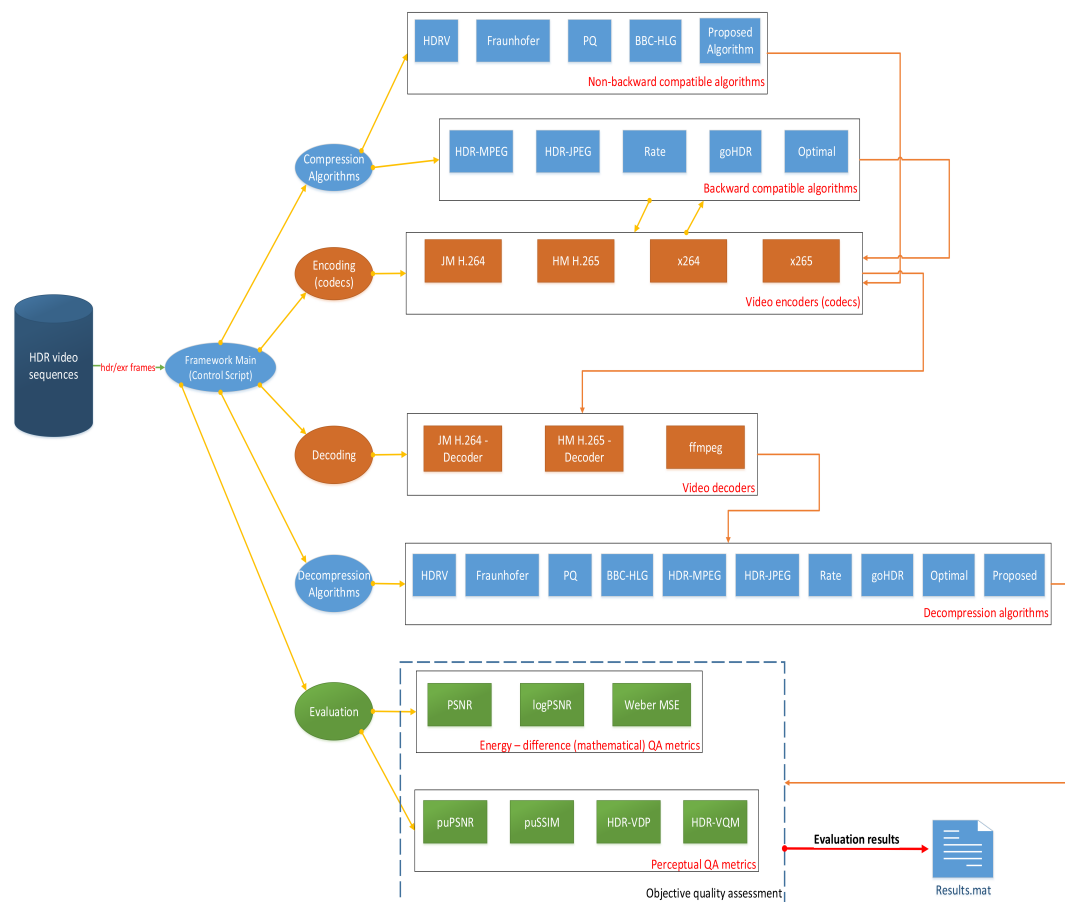 HDRV
Fraunhofer
PQ
BBC-HLG
Proposed
Algorithm
Non-backward compatible algorithms
Compression
Algorithms
HDR-MPEG
HDR-JPEG
Rate
goHDR
Optimal
Backward compatible algorithms
Encoding
(codecs)
JM H.264
HM H.265
x264
x265
Video encoders (codecs)
HDR video
sequences
hdr/exr frames
Framework Main
(Control Script)
Decoding
JM H.264 -
Decoder
HM H.265 -
Decoder
ffmpeg
Video decoders
Decompression
Algorithms
HDRV
Fraunhofer
PQ
BBC-HLG
HDR-MPEG
HDR-JPEG
Rate
goHDR
Optimal
Proposed
Decompression algorithms
Evaluation
PSNR
logPSNR
Weber MSE
Energy – difference (mathematical) QA metrics
puPSNR
puSSIM
HDR-VDP
HDR-VQM
Perceptual QA metrics
Objective quality assessment
Evaluation results
Results.mat